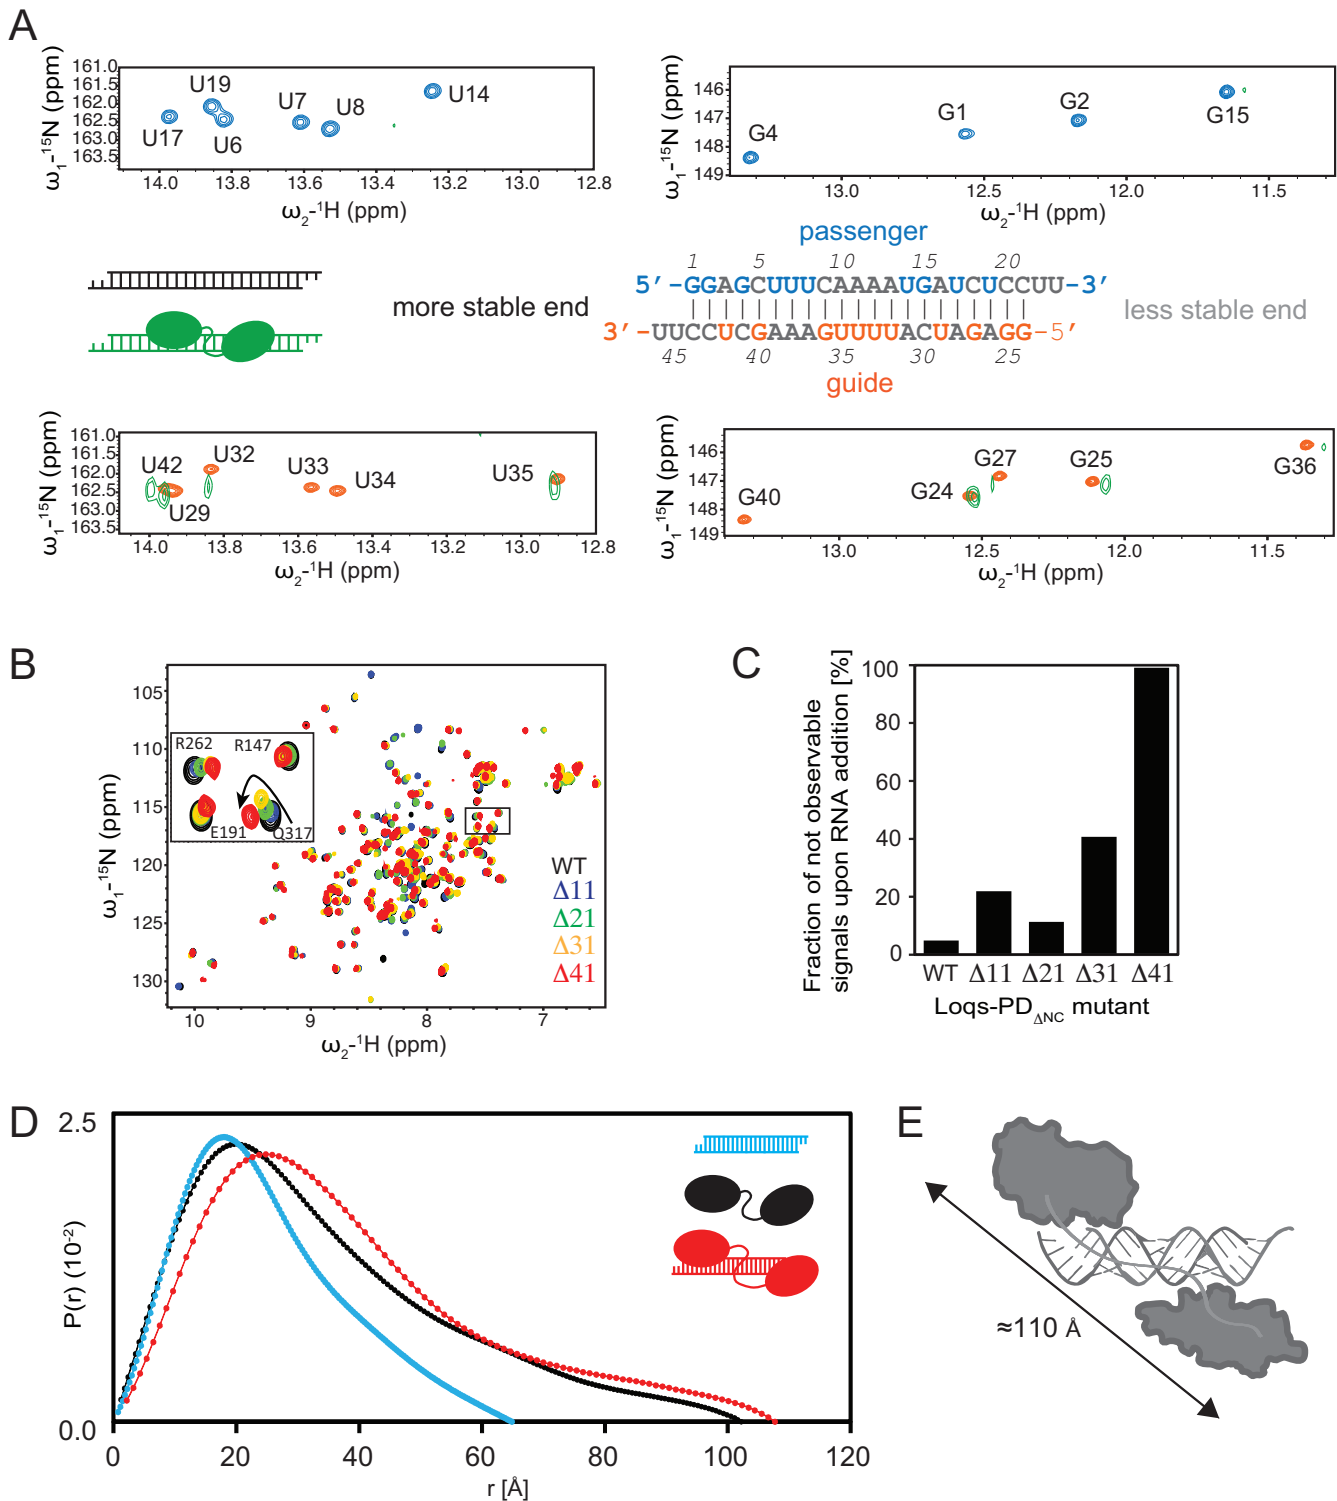 A
ω1-15N (ppm)
161.0
161.5
162.0
162.5
163.0
163.5
U19
U17
U6
U7
U8
U14
14.0 13.8 13.6 13.4 13.2 13.0 12.8
ω2-1H (ppm)
ω1-15N (ppm)
146
147
148
149
G4
G1
G2
G15
13.0 12.5 12.0 11.5
ω2-1H (ppm)
passenger
1 5 10 15 20
5'-GGAGCUUUCAAAAUGAUCUCCUU-3'
more stable end
less stable end
3'-UUCCUCGAAAGUUUUACUAGAGG-5'
45 40 35 30 25
guide
ω1-15N (ppm)
161.0
161.5
162.0
162.5
163.0
163.5
U42
U32
U29
U33
U34
U35
14.0 13.8 13.6 13.4 13.2 13.0 12.8
ω2-1H (ppm)
ω1-15N (ppm)
146
147
148
149
G40
G24
G27
G25
G36
13.0 12.5 12.0 11.5
ω2-1H (ppm)
B
ω1-15N (ppm)
105
110
115
120
125
130
R262
R147
E191
Q317
WT
Δ11
Δ21
Δ31
Δ41
10 9 8 7
ω2-1H (ppm)
C
Fraction of not observable
signals upon RNA addition [%]
100
80
60
40
20
0
WT Δ11 Δ21 Δ31 Δ41
Loqs-PDΔNC mutant
D
P(r) (10-2)
2.5
0.0
0 20 40 60 80 100 120
r [Å]
E
≈110 Å